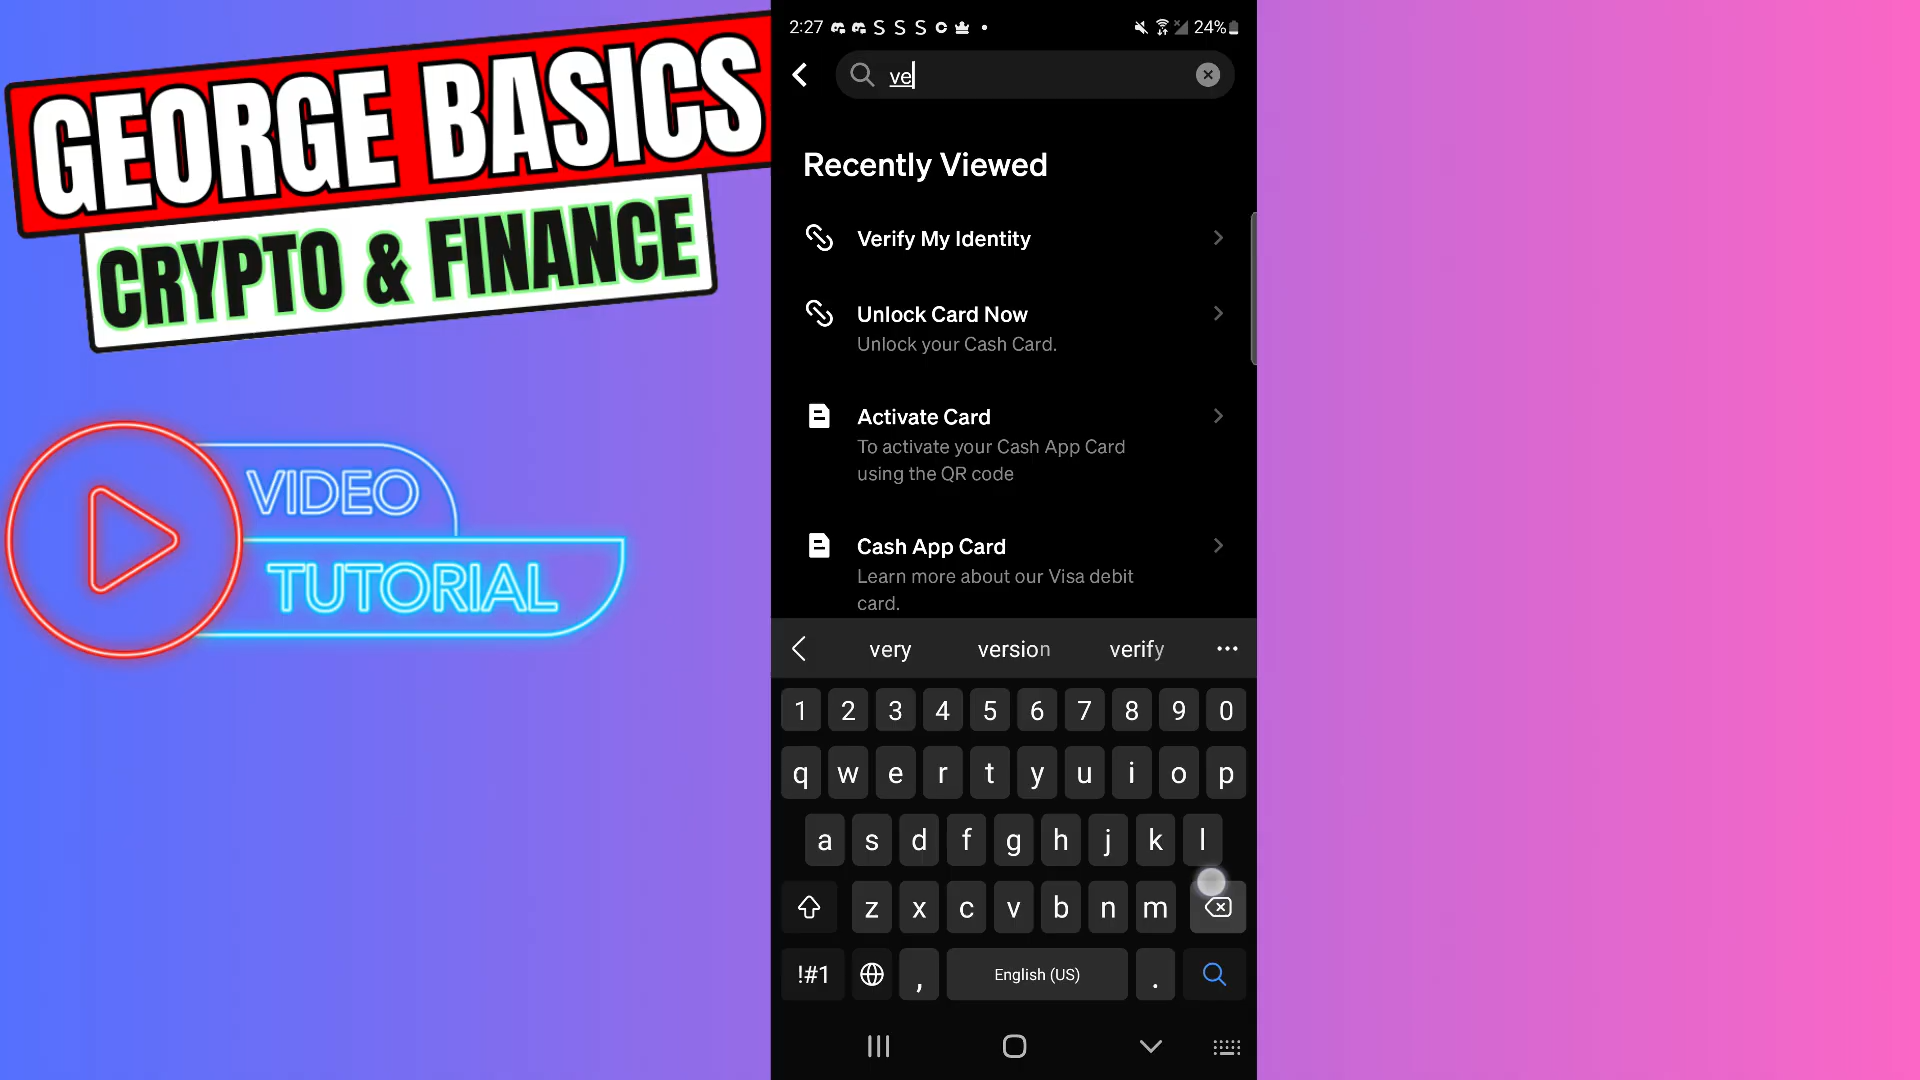 GEORGE BASICS
CRYPTO & FINANCE
VIDEO
TUTORIAL
2:27
24%
ve
Recently Viewed
Verify My Identity
Unlock Card Now
Unlock your Cash Card.
Activate Card
To activate your Cash App Card
using the QR code
Cash App Card
Learn more about our Visa debit
card.
very version verify
1 2 3 4 5 6 7 8 9 0
q w e r t y u i o p
a s d f g h j k l
z x c v b n m
!#1 , English (US) .